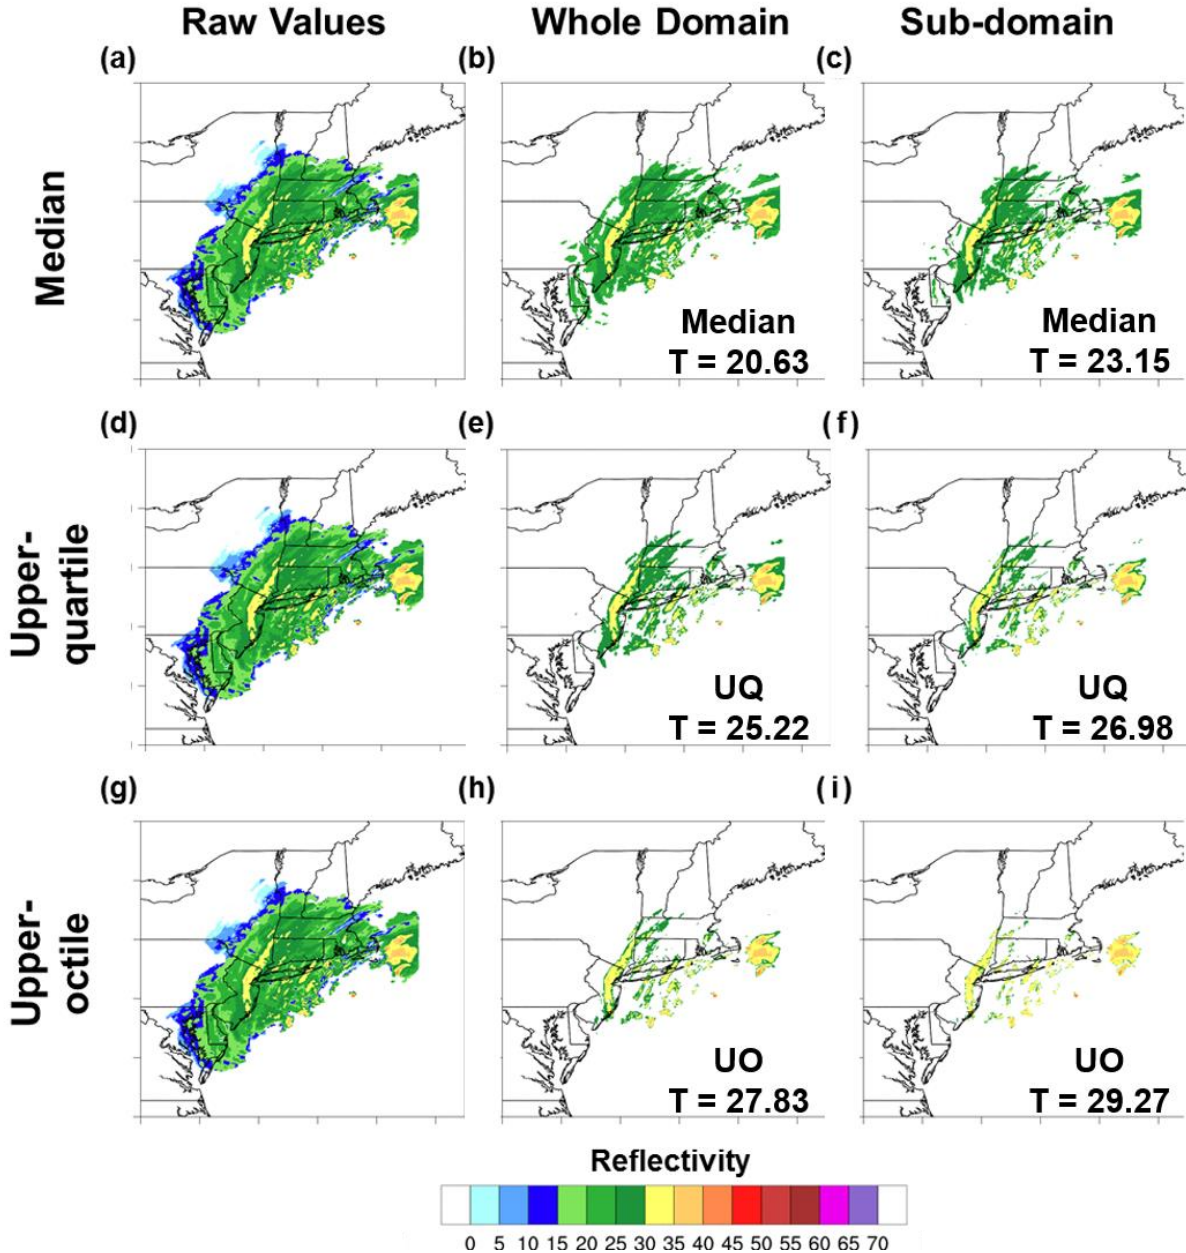 Raw Values
Whole Domain
Sub-domain
(a)
(b)
(c)
Median
Median
T = 20.63
Median
T = 23.15
(d)
(e)
(f)
Upper-
quartile
UQ
T = 25.22
UQ
T = 26.98
(g)
(h)
(i)
Upper-
octile
UO
T = 27.83
UO
T = 29.27
Reflectivity
0 5 10 15 20 25 30 35 40 45 50 55 60 65 70